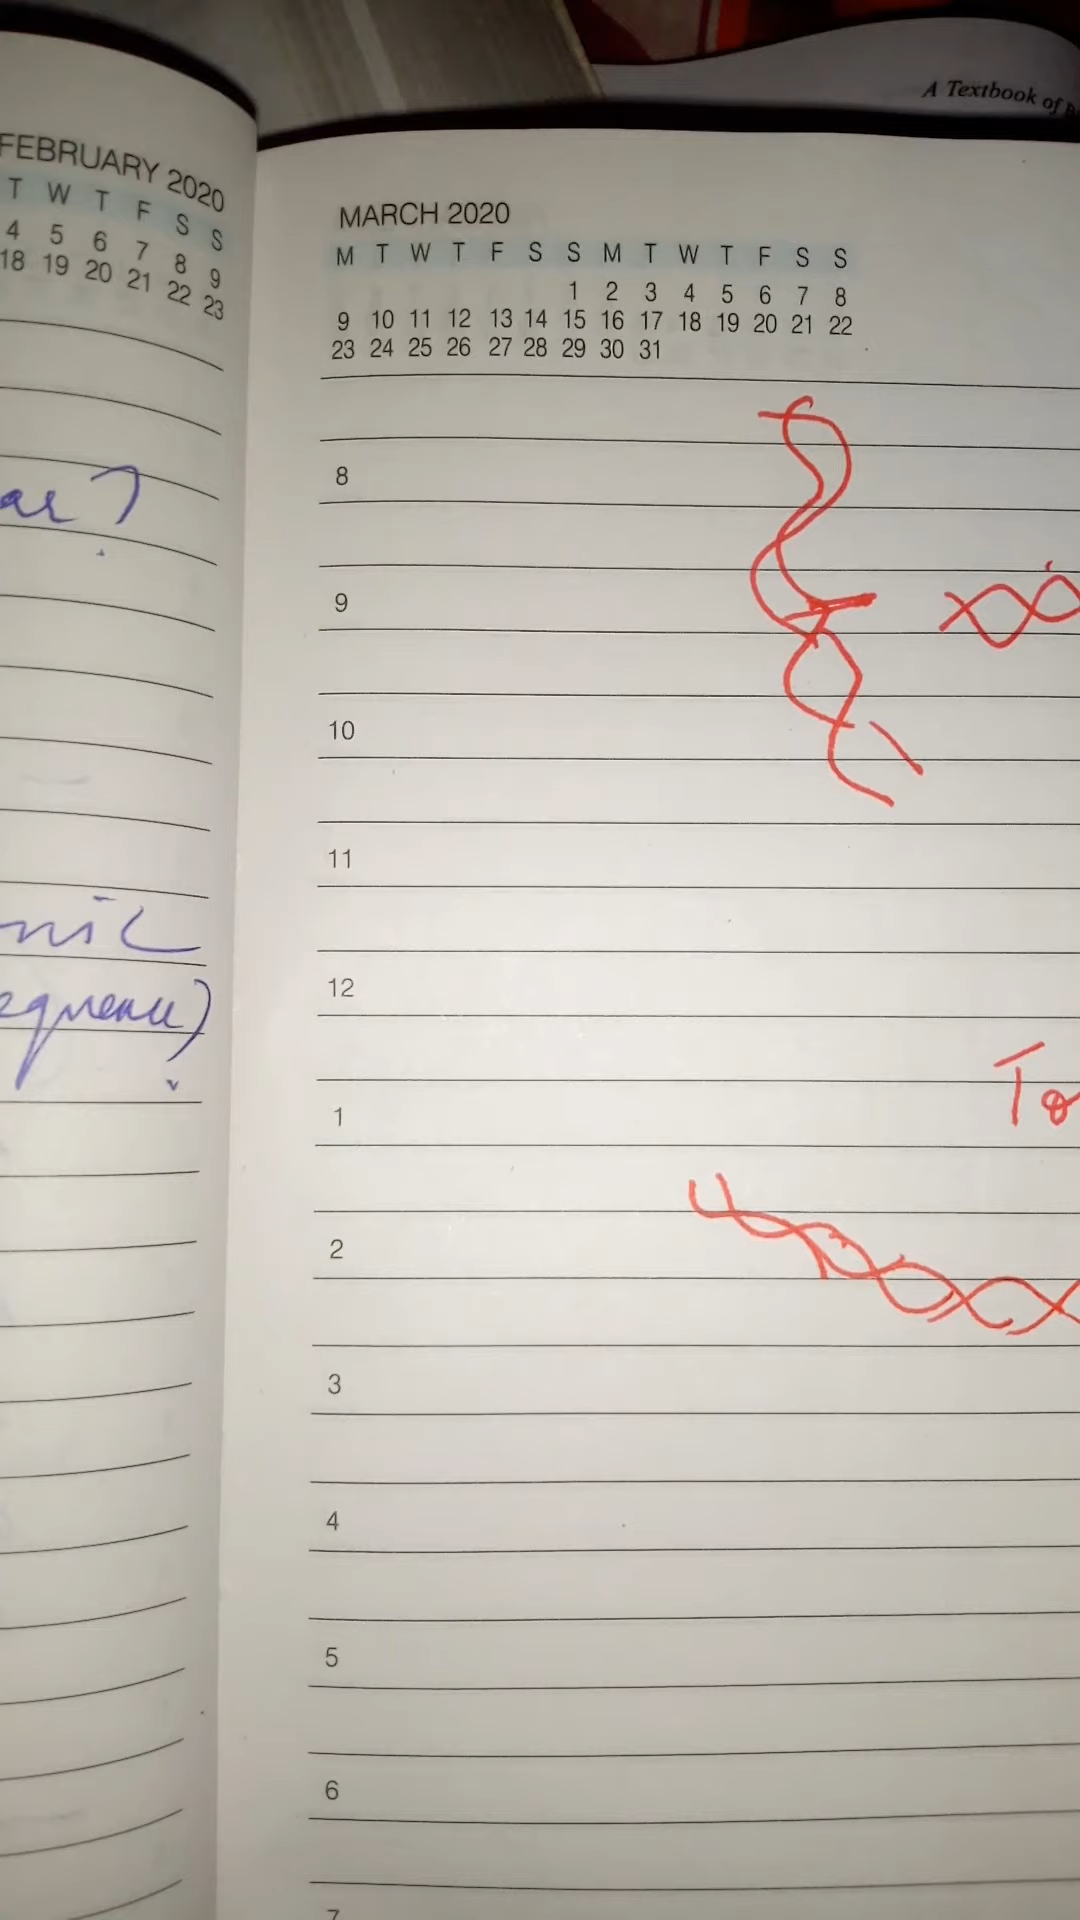 A Textbook of
FEBRUARY 2020
T W T F S S
4 5 6 7 8 9
18 19 20 21 22 23
MARCH 2020
M T W T F S S M T W T F S S
1 2 3 4 5 6 7 8
9 10 11 12 13 14 15 16 17 18 19 20 21 22
23 24 25 26 27 28 29 30 31
8
9
10
11
12
1
To
2
3
4
5
6
7